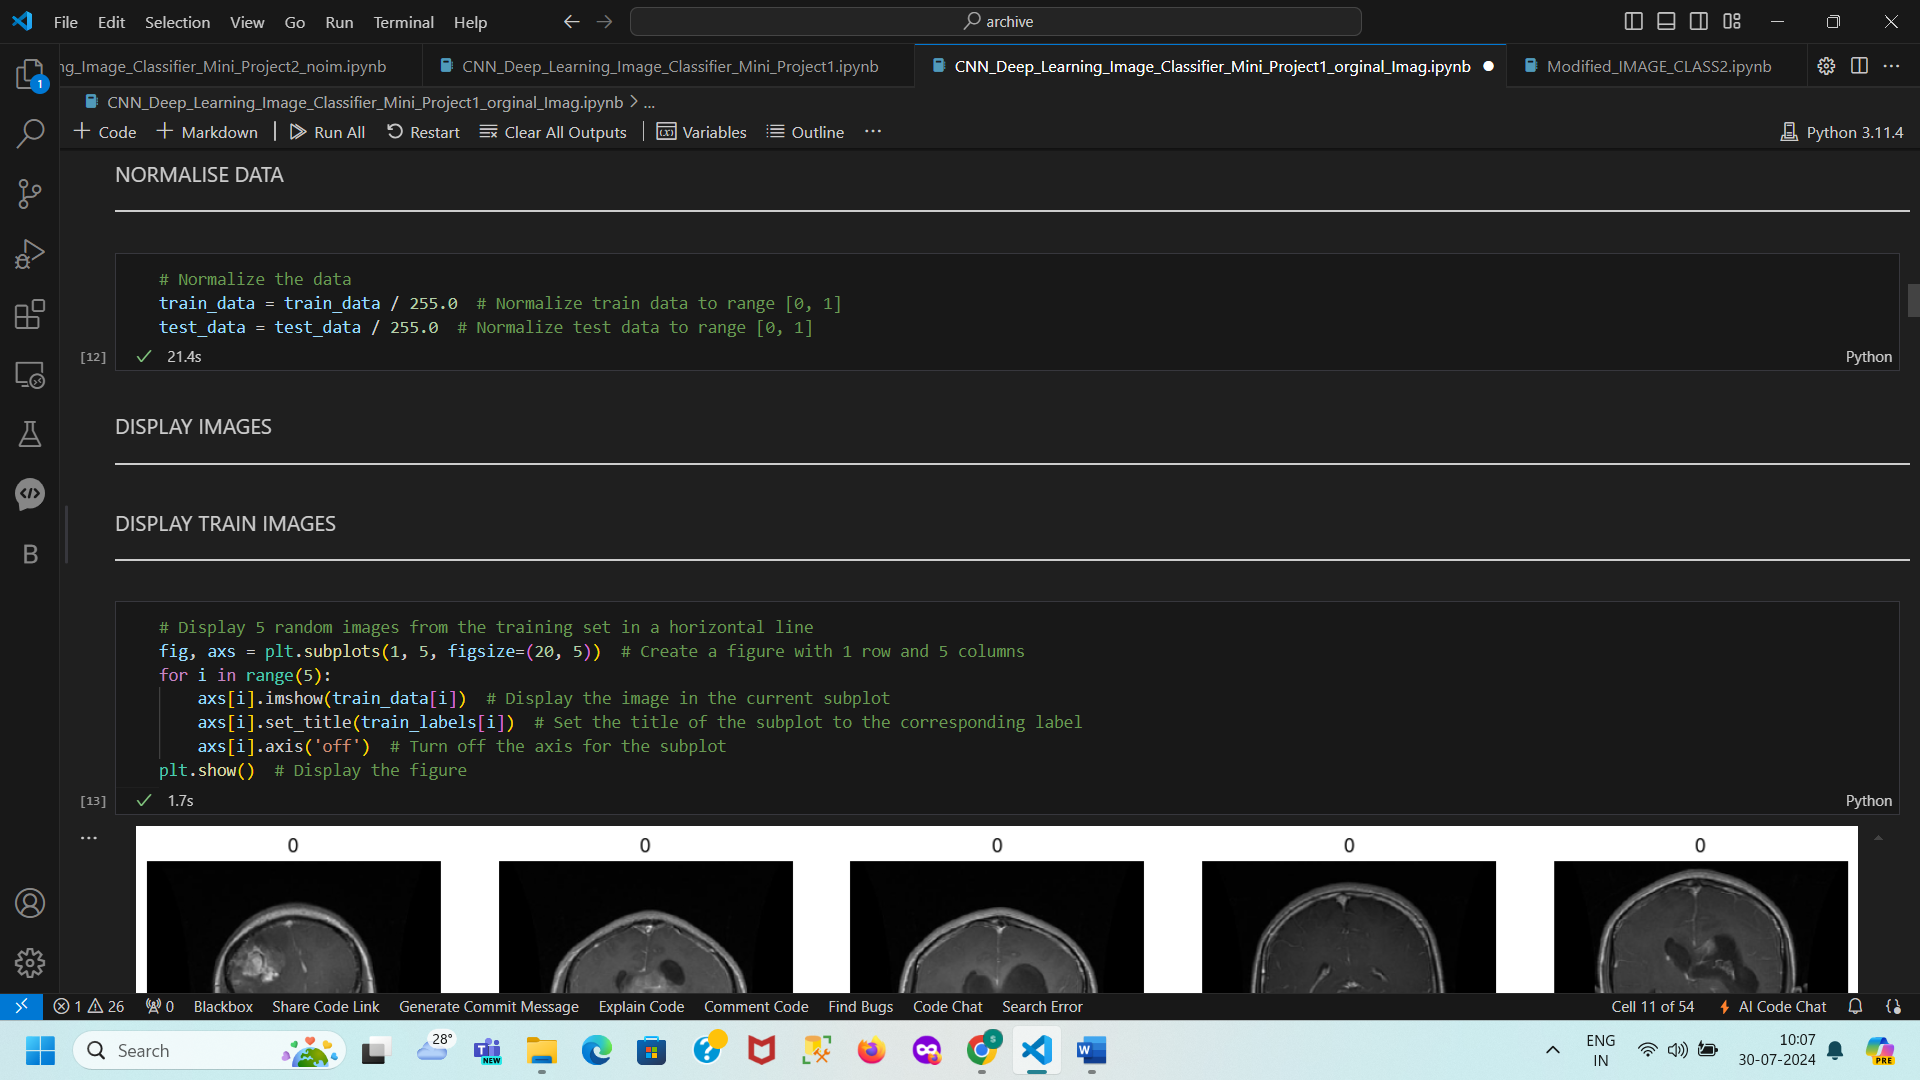 File Edit Selection View Go Run Terminal Help archive
ng_Image_Classifier_Mini_Project2_noim.ipynb CNN_Deep_Learning_Image_Classifier_Mini_Project1.ipynb CNN_Deep_Learning_Image_Classifier_Mini_Project1_orginal_Imag.ipynb Modified_IMAGE_CLASS2.ipynb ...
1
CNN_Deep_Learning_Image_Classifier_Mini_Project1_orginal_Imag.ipynb > ...
+ Code + Markdown | Run All Restart Clear All Outputs | Variables Outline ... Python 3.11.4
NORMALISE DATA
# Normalize the data
train_data = train_data / 255.0  # Normalize train data to range [0, 1]
test_data = test_data / 255.0  # Normalize test data to range [0, 1]
[12] 21.4s Python
DISPLAY IMAGES
DISPLAY TRAIN IMAGES
B
# Display 5 random images from the training set in a horizontal line
fig, axs = plt.subplots(1, 5, figsize=(20, 5))  # Create a figure with 1 row and 5 columns
for i in range(5):
    axs[i].imshow(train_data[i])  # Display the image in the current subplot
    axs[i].set_title(train_labels[i])  # Set the title of the subplot to the corresponding label
    axs[i].axis('off')  # Turn off the axis for the subplot
plt.show()  # Display the figure
[13] 1.7s Python
...
0 0 0 0 0
1 26 0 Blackbox Share Code Link Generate Commit Message Explain Code Comment Code Find Bugs Code Chat Search Error Cell 11 of 54 AI Code Chat
Search 28° NEW S ENG 10:07
IN 30-07-2024 PRE